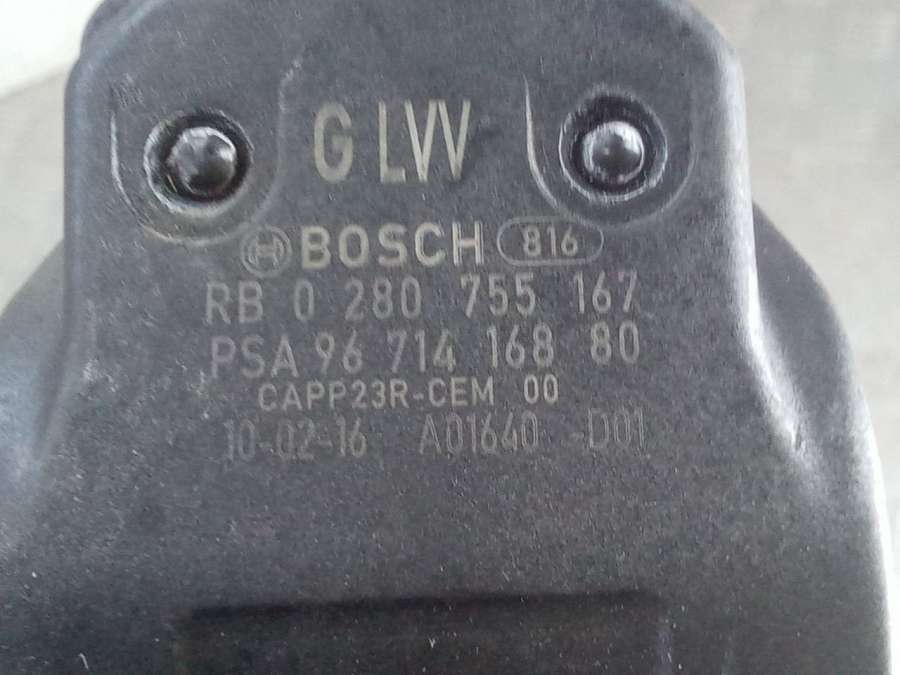 G LVV
BOSCH 816
RB 0 280 755 167
PSA 96 714 168 80
CAPP23R-CEM 00
10-02-16 A01640 -D01